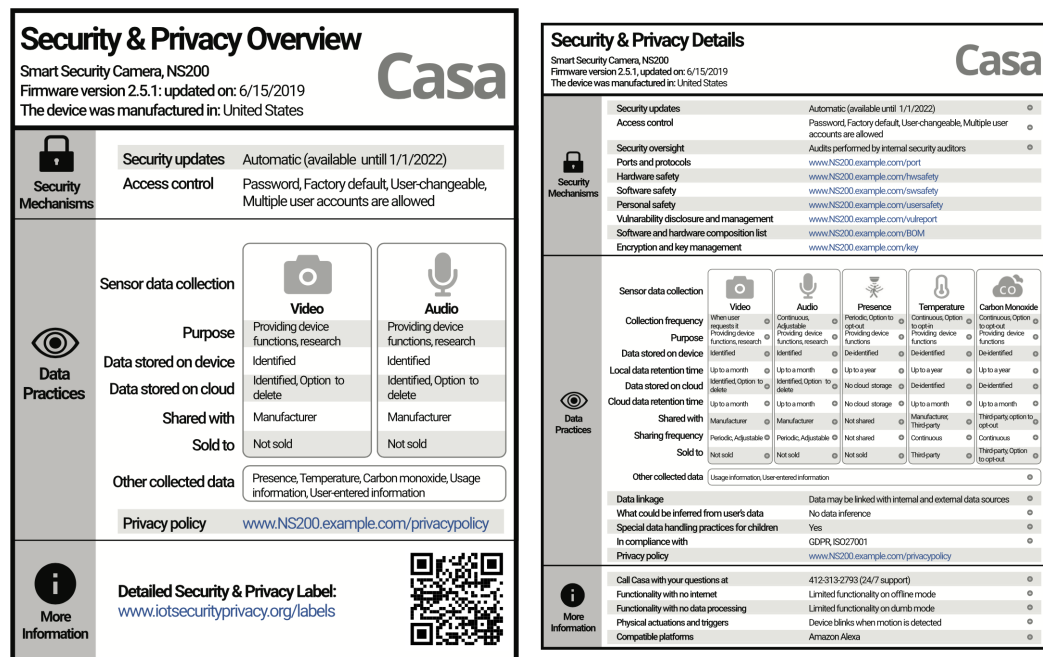 Security & Privacy Overview
Smart Security Camera, NS200
Firmware version 2.5.1: updated on: 6/15/2019
The device was manufactured in: United States
Casa
Security Mechanisms
Security updates Automatic (available untill 1/1/2022)
Access control Password, Factory default, User-changeable,
Multiple user accounts are allowed
Data Practices
Sensor data collection
Video Audio
Purpose Providing device functions, research Providing device functions, research
Data stored on device Identified Identified
Data stored on cloud Identified, Option to delete Identified, Option to delete
Shared with Manufacturer Manufacturer
Sold to Not sold Not sold
Other collected data Presence, Temperature, Carbon monoxide, Usage
information, User-entered information
Privacy policy www.NS200.example.com/privacypolicy
More Information
Detailed Security & Privacy Label:
www.iotsecurityprivacy.org/labels
Security & Privacy Details
Smart Security Camera, NS200
Firmware version 2.5.1, updated on: 6/15/2019
The device was manufactured in: United States
Casa
Security Mechanisms
Security updates Automatic (available until 1/1/2022)
Access control Password, Factory default, User-changeable, Multiple user
accounts are allowed
Security oversight Audits performed by internal security auditors
Ports and protocols www.NS200.example.com/port
Hardware safety www.NS200.example.com/hwsafety
Software safety www.NS200.example.com/swsafety
Personal safety www.NS200.example.com/usersafety
Vulnarability disclosure and management www.NS200.example.com/vulreport
Software and hardware composition list www.NS200.example.com/BOM
Encryption and key management www.NS200.example.com/key
Data Practices
Sensor data collection
Video Audio Presence Temperature Carbon Monoxide
CO
Collection frequency When user requests it Continuous, Adjustable Periodic, Option to opt-out Continuous, Option to opt-in Continuous, Option to opt-out
Purpose Providing device functions, research Providing device functions, research Providing device functions Providing device functions Providing device functions
Data stored on device Identified Identified De-identified De-identified De-identified
Local data retention time Up to a month Up to a month Up to a year Up to a year Up to a year
Data stored on cloud Identified, Option to delete Identified, Option to delete No cloud storage De-identified De-identified
Cloud data retention time Up to a month Up to a month No cloud storage Up to a month Up to a month
Shared with Manufacturer Manufacturer Not shared Manufacturer, Third-party Third-party, option to opt-out
Sharing frequency Periodic, Adjustable Periodic, Adjustable Not shared Continuous Continuous
Sold to Not sold Not sold Not sold Third-party Third-party, Option to opt-out
Other collected data Usage information, User-entered information
Data linkage Data may be linked with internal and external data sources
What could be inferred from user's data No data inference
Special data handling practices for children Yes
In compliance with GDPR, ISO27001
Privacy policy www.NS200.example.com/privacypolicy
More Information
Call Casa with your questions at 412-313-2793 (24/7 support)
Functionality with no internet Limited functionality on offline mode
Functionality with no data processing Limited functionality on dumb mode
Physical actuations and triggers Device blinks when motion is detected
Compatible platforms Amazon Alexa